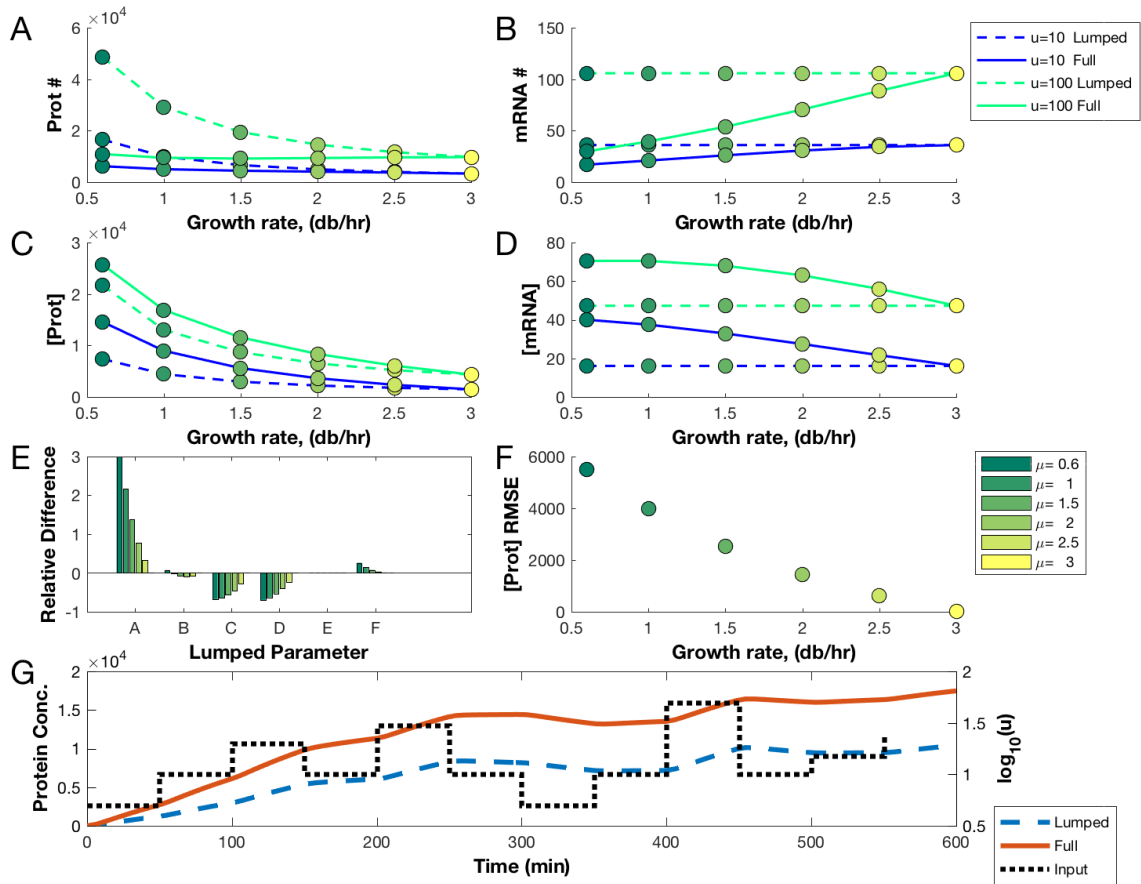 A
×10⁴
6
4
2
0
Prot #
0.5 1 1.5 2 2.5 3
Growth rate, (db/hr)
B
150
100
50
0
mRNA #
0.5 1 1.5 2 2.5 3
Growth rate (db/hr)
u=10 Lumped
u=10 Full
u=100 Lumped
u=100 Full
C
×10⁴
3
2
1
0
[Prot]
0.5 1 1.5 2 2.5 3
Growth rate, (db/hr)
D
80
60
40
20
0
[mRNA]
0.5 1 1.5 2 2.5 3
Growth rate, (db/hr)
E
3
2
1
0
-1
Relative Difference
A B C D E F
Lumped Parameter
F
6000
4000
2000
0
[Prot] RMSE
0.5 1 1.5 2 2.5 3
Growth rate, (db/hr)
μ= 0.6
μ= 1
μ= 1.5
μ= 2
μ= 2.5
μ= 3
G
×10⁴
2
1.5
1
0.5
0
Protein Conc.
0 100 200 300 400 500 600
Time (min)
2
1.5
1
0.5
log₁₀(u)
Lumped
Full
Input